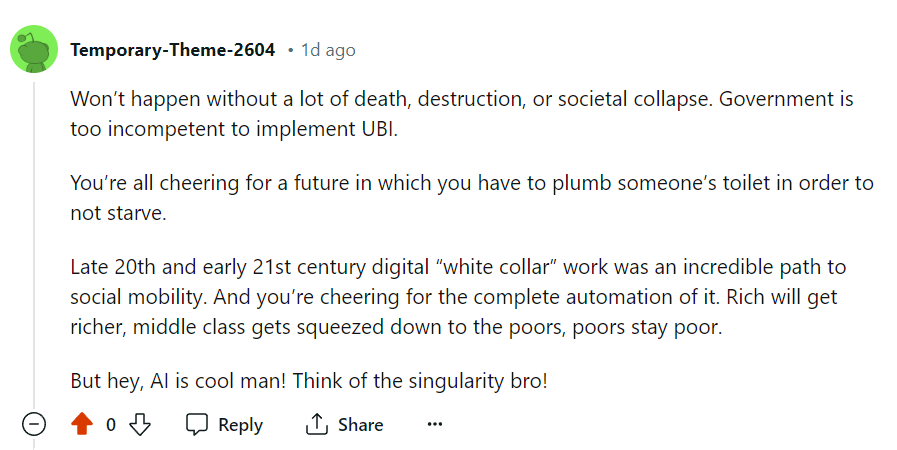 Temporary-Theme-2604 • 1d ago
Won’t happen without a lot of death, destruction, or societal collapse. Government is
too incompetent to implement UBI.
You’re all cheering for a future in which you have to plumb someone’s toilet in order to
not starve.
Late 20th and early 21st century digital “white collar” work was an incredible path to
social mobility. And you’re cheering for the complete automation of it. Rich will get
richer, middle class gets squeezed down to the poors, poors stay poor.
But hey, AI is cool man! Think of the singularity bro!
0 Reply Share ...